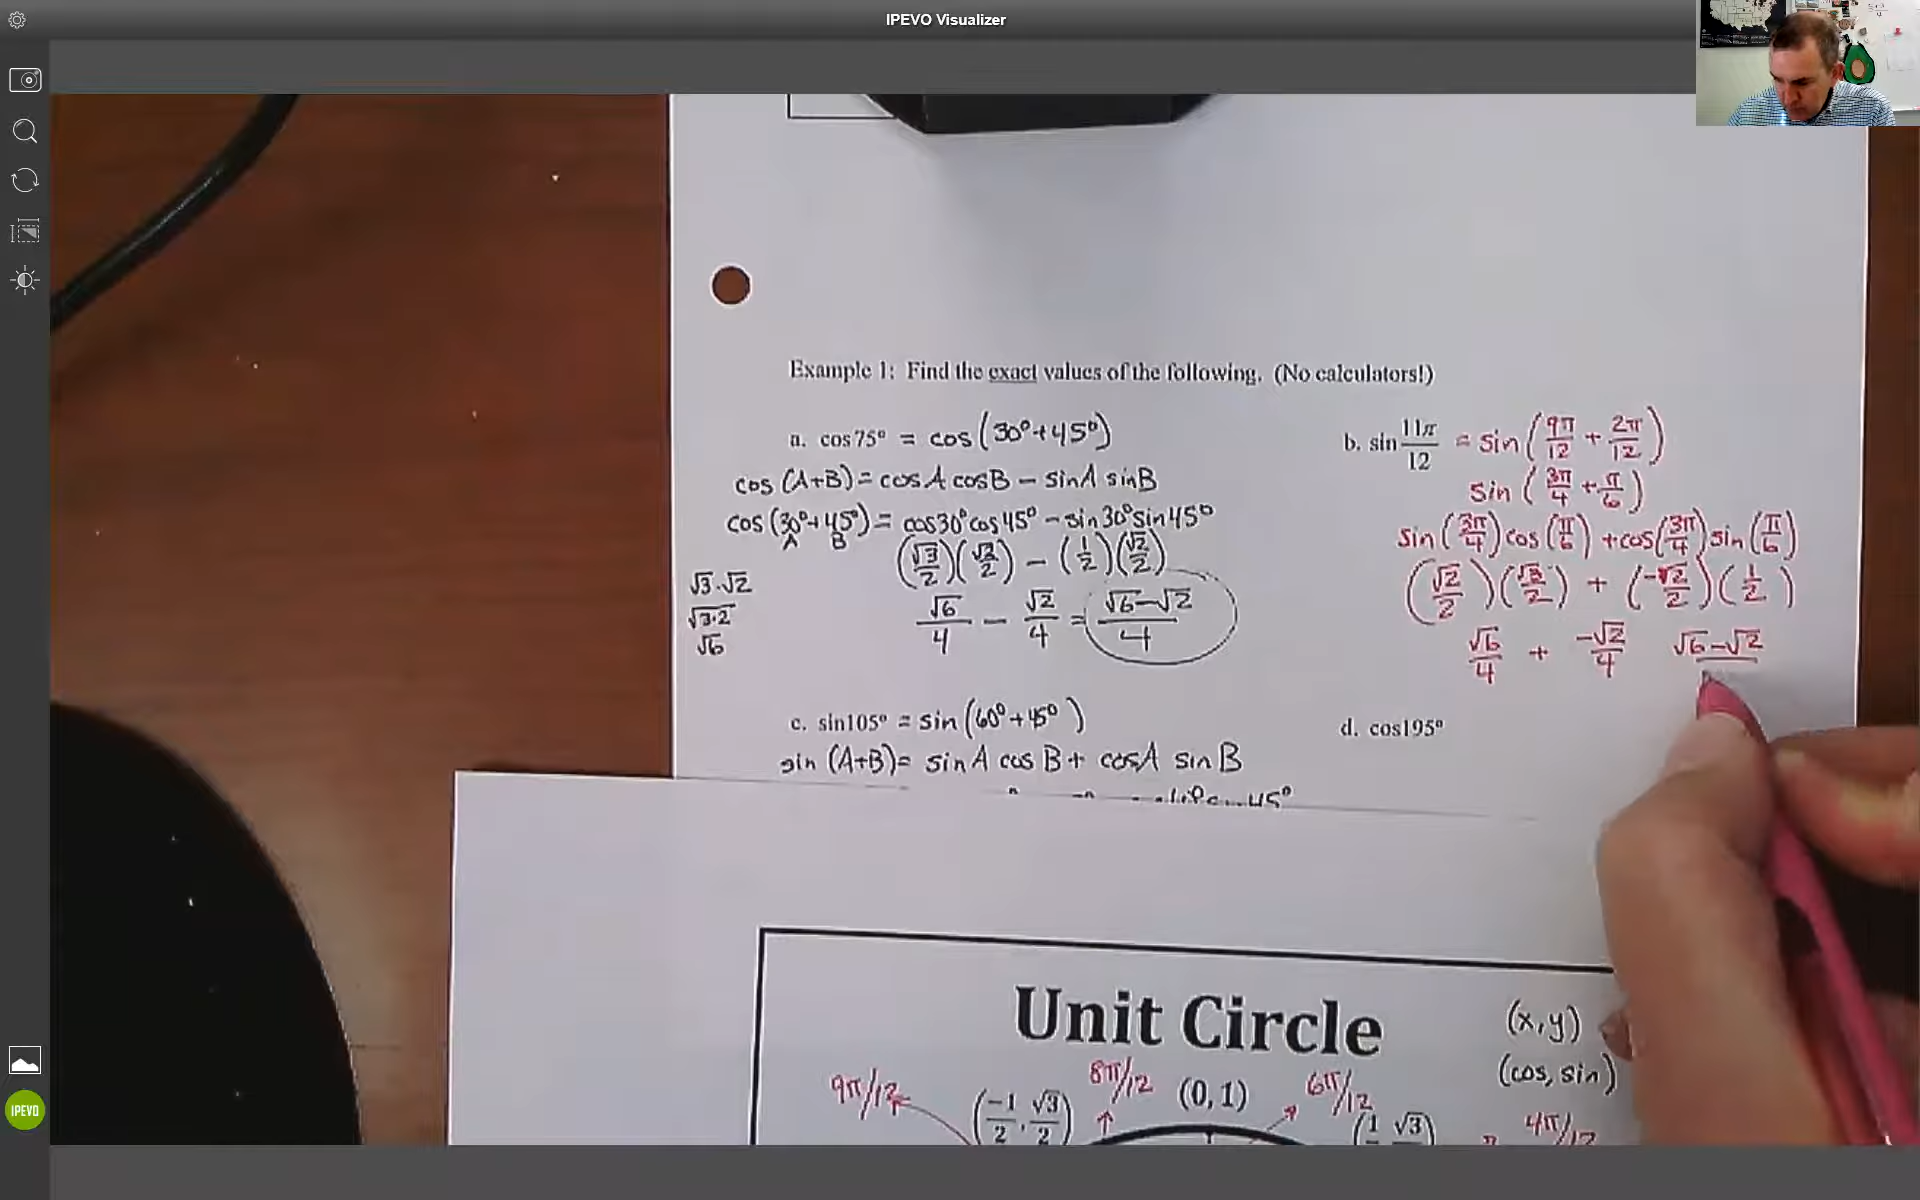 IPEVO Visualizer
Example 1: Find the exact values of the following. (No calculators!)
a. cos75° = cos(30°+45°)
cos (A+B) = cosA cosB − sinA sinB
cos(30°+45°) = cos30°cos45° − sin30°sin45°
A B
(√3/2)(√2/2) − (1/2)(√2/2)
√6/4 − √2/4 = (√6−√2)/4
√3·√2
√3·2
√6
b. sin 11π/12 = sin(9π/12 + 2π/12)
sin(3π/4 + π/6)
sin(3π/4)cos(π/6) + cos(3π/4)sin(π/6)
(√2/2)(√3/2) + (−√2/2)(1/2)
√6/4 + −√2/4 √6−√2
c. sin105° = sin(60°+45°)
sin (A+B) = sinA cosB + cosA sinB
45°
d. cos195°
Unit Circle
(x,y)
(cos, sin)
9π/12
8π/12
(0, 1)
6π/12
4π/12
(−1/2, √3/2)
(1/2 √3/2)
IPEVO